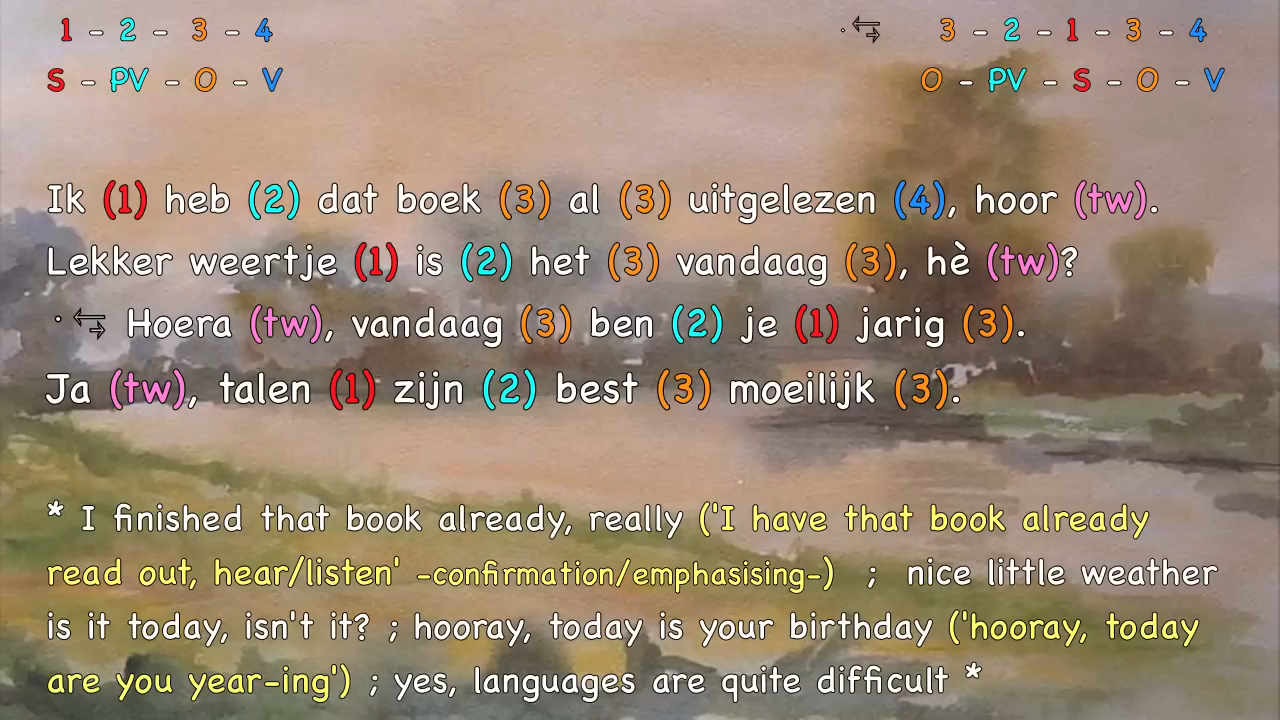 1 - 2 - 3 - 4
3 - 2 - 1 - 3 - 4
S - PV - O - V
O - PV - S - O - V
Ik (1) heb (2) dat boek (3) al (3) uitgelezen (4), hoor (tw).
Lekker weertje (1) is (2) het (3) vandaag (3), hè (tw)?
Hoera (tw), vandaag (3) ben (2) je (1) jarig (3).
Ja (tw), talen (1) zijn (2) best (3) moeilijk (3).
* I finished that book already, really ('I have that book already
read out, hear/listen' -confirmation/emphasising-) ; nice little weather
is it today, isn't it? ; hooray, today is your birthday ('hooray, today
are you year-ing') ; yes, languages are quite difficult *